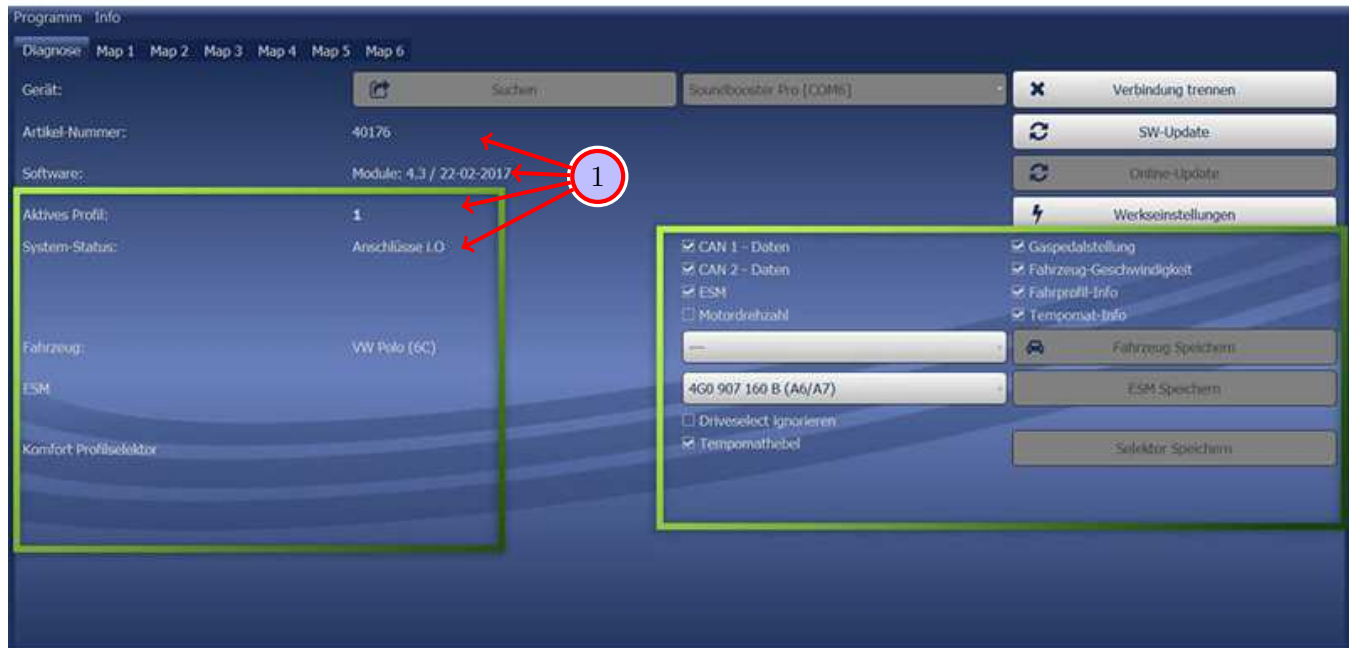 Programm Info
Diagnose Map 1 Map 2 Map 3 Map 4 Map 5 Map 6
Gerät: Suchen Soundbooster Pro [COM6] Verbindung trennen
Artikel-Nummer: 40176 SW-Update
Software: Module: 4.3 / 22-02-2017 1 Online-Update
Aktives Profil: 1 Werkseinstellungen
System-Status: Anschlüsse I.O CAN 1 - Daten Gaspedalstellung
CAN 2 - Daten Fahrzeug-Geschwindigkeit
ESM Fahrprofil-Info
Motordrehzahl Tempomat-Info
Fahrzeug: VW Polo (6C) --- Fahrzeug Speichern
ESM 4G0 907 160 B (A6/A7) ESM Speichern
Driveselect ignorieren
Komfort Profilselektor Tempomathebel Selektor Speichern